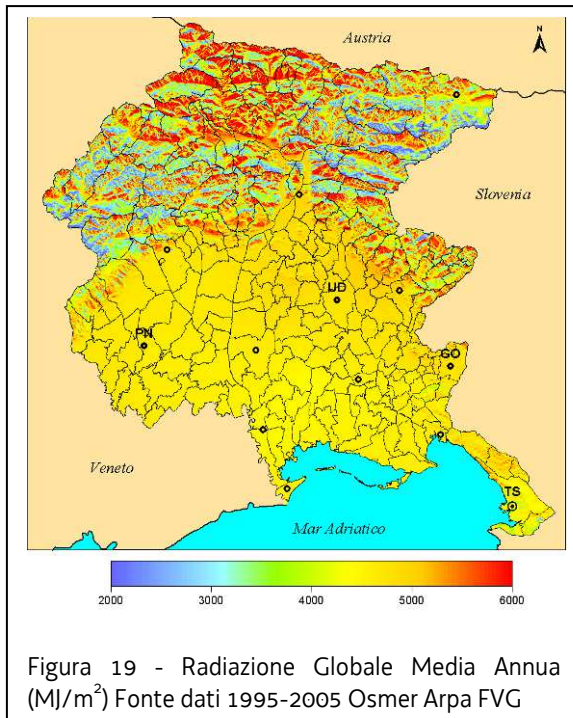 N
Austria
Slovenia
UD
PN
GO
Veneto
TS
Mar Adriatico
2000 3000 4000 5000 6000
Figura 19 - Radiazione Globale Media Annua
(MJ/m²) Fonte dati 1995-2005 Osmer Arpa FVG